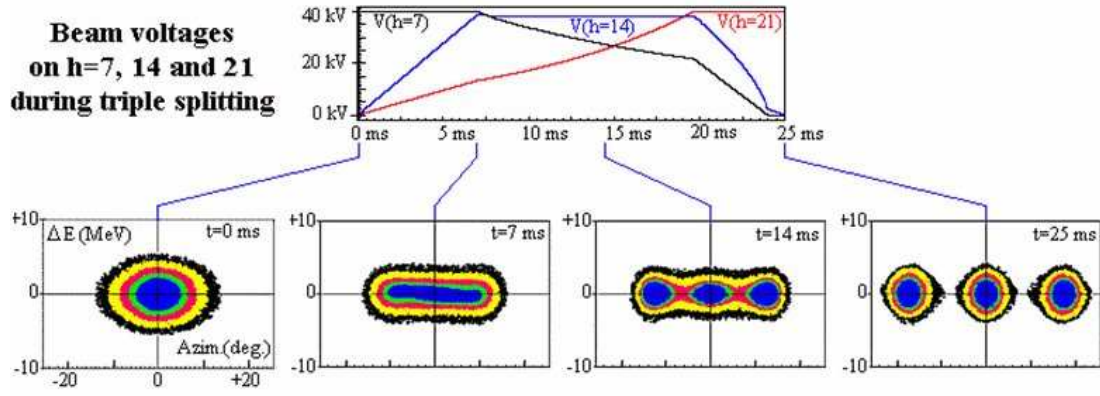 Beam voltages
on h=7, 14 and 21
during triple splitting
40 kV
20 kV
0 kV
V(h=7)
V(h=14)
V(h=21)
0 ms
5 ms
10 ms
15 ms
20 ms
25 ms
+10
0
-10
ΔE (MeV)
t=0 ms
Azim.(deg.)
-20
0
+20
+10
0
-10
t=7 ms
+10
0
-10
t=14 ms
+10
0
-10
t=25 ms